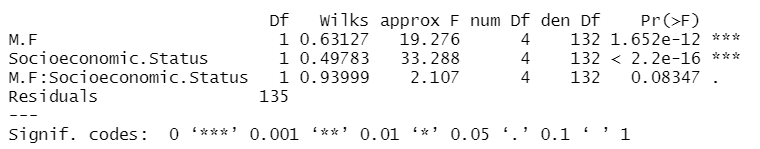 Df Wilks approx F num Df den Df Pr(>F)
M.F 1 0.63127 19.276 4 132 1.652e-12 ***
Socioeconomic.Status 1 0.49783 33.288 4 132 < 2.2e-16 ***
M.F:Socioeconomic.Status 1 0.93999 2.107 4 132 0.08347 .
Residuals 135
---
Signif. codes: 0 ‘***’ 0.001 ‘**’ 0.01 ‘*’ 0.05 ‘.’ 0.1 ‘ ’ 1